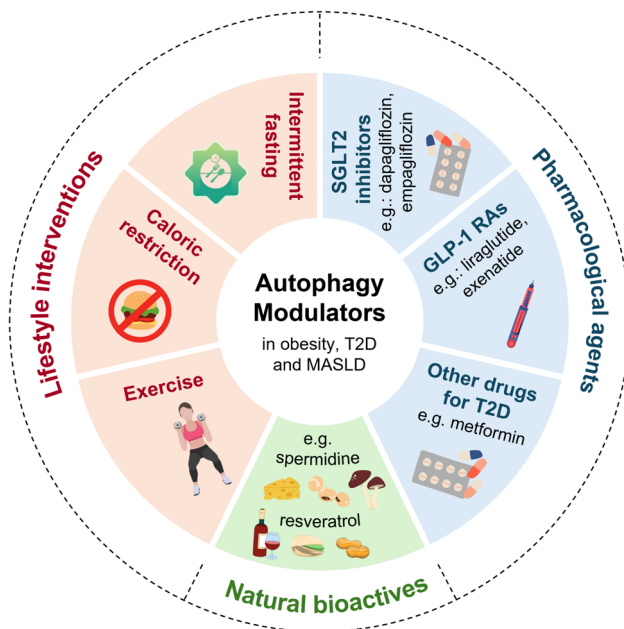 Autophagy
Modulators
in obesity, T2D
and MASLD
Lifestyle interventions
Intermittent
fasting
Caloric
restriction
Exercise
Pharmacological agents
SGLT2
inhibitors
e.g.: dapagliflozin,
empagliflozin
GLP-1 RAs
e.g.: liraglutide,
exenatide
Other drugs
for T2D
e.g. metformin
e.g.
spermidine
resveratrol
Natural bioactives